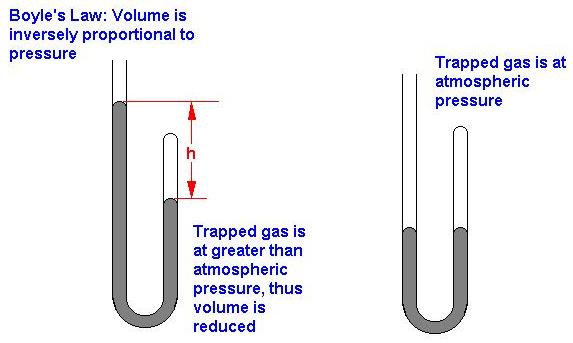 Boyle's Law: Volume is
inversely proportional to
pressure
Trapped gas is at
atmospheric
pressure
h
Trapped gas is
at greater than
atmospheric
pressure, thus
volume is
reduced